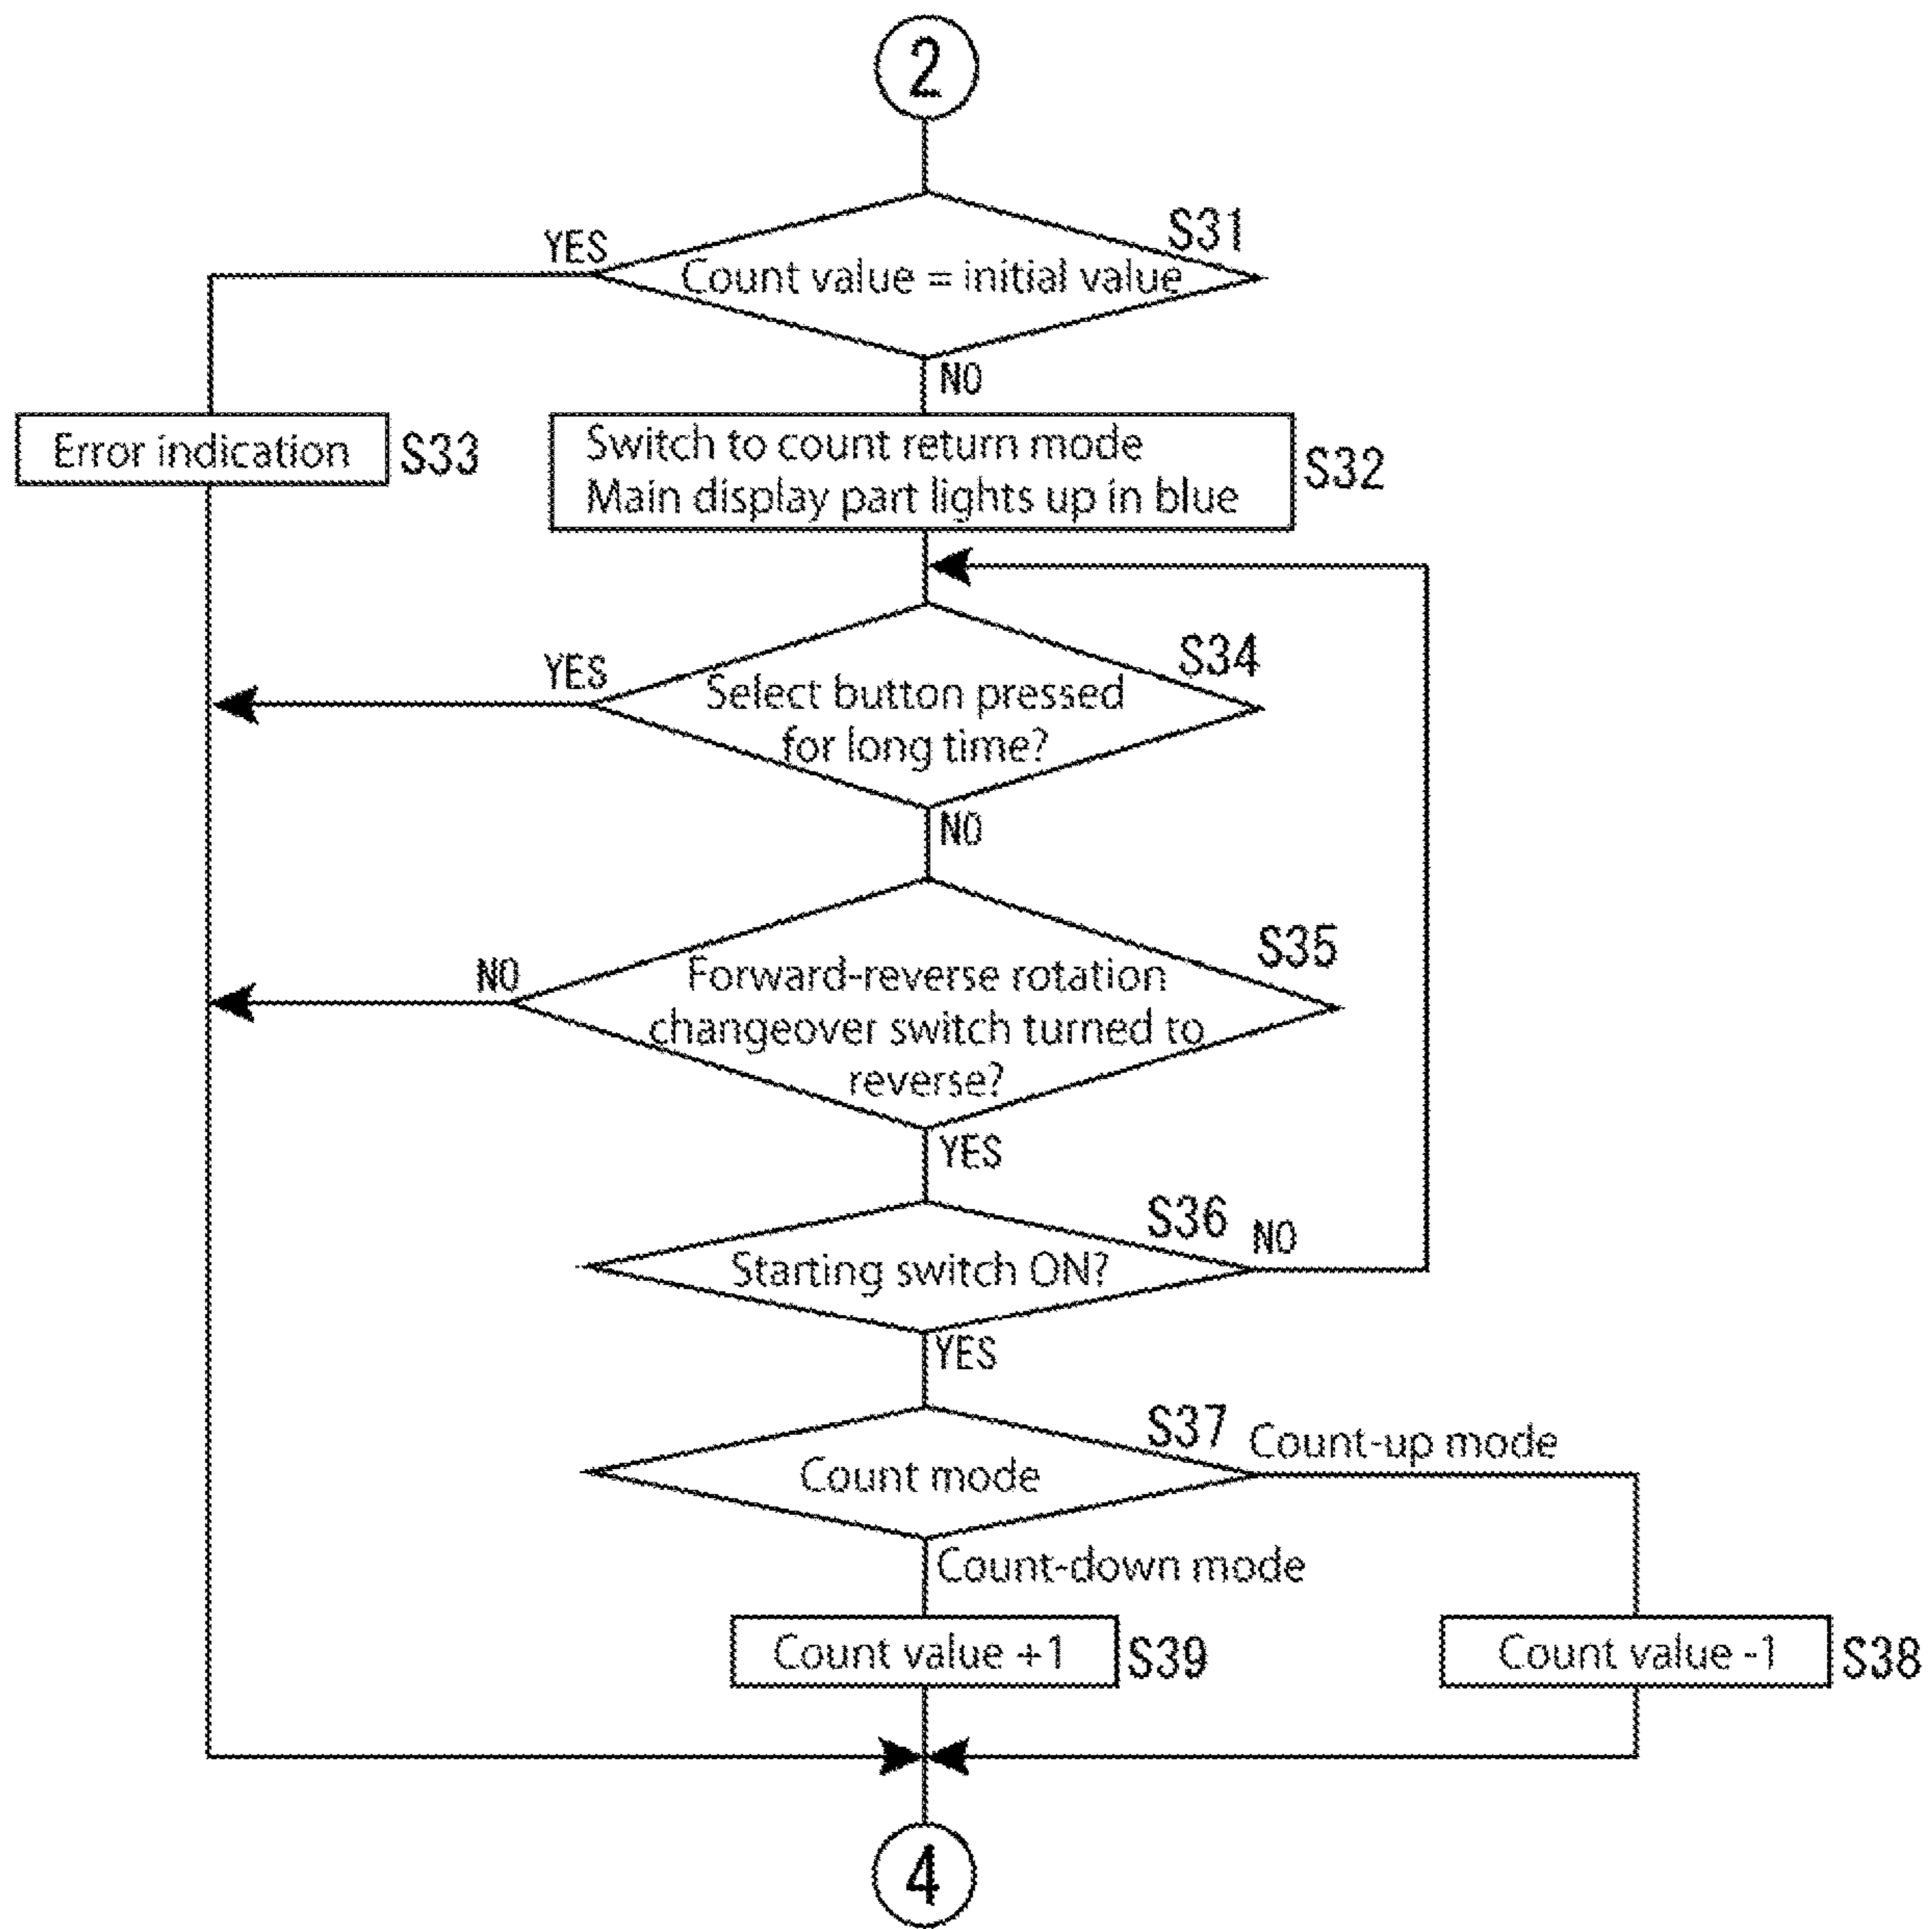 2
S31
YES
Count value = initial value
NO
Error indication
S33
Switch to count return mode
Main display part lights up in blue
S32
S34
YES
Select button pressed
for long time?
NO
S35
NO
Forward-reverse rotation
changeover switch turned to
reverse?
YES
S36
NO
Starting switch ON?
YES
S37
Count-up mode
Count mode
Count-down mode
Count value +1
S39
Count value -1
S38
4